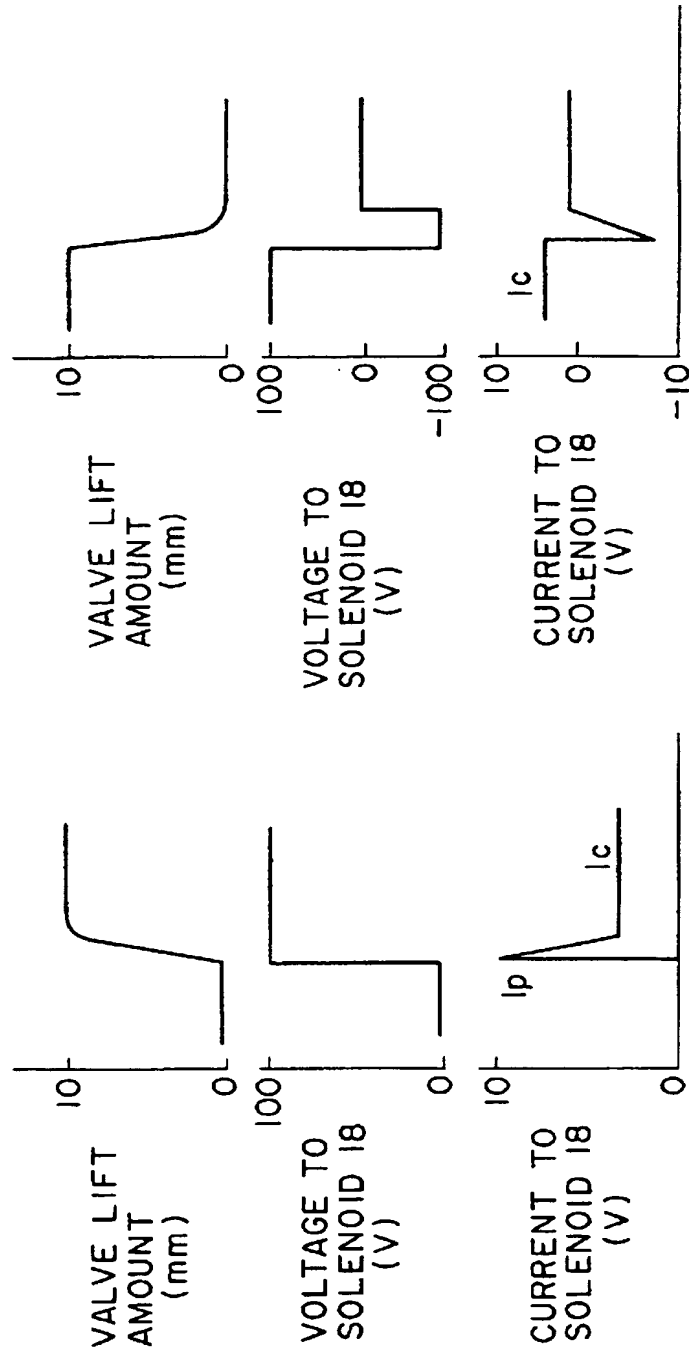 VALVE LIFT
AMOUNT
(mm)
10
0
VOLTAGE TO
SOLENOID 18
(V)
100
0
CURRENT TO
SOLENOID 18
(V)
10
0
Ip
Ic
VALVE LIFT
AMOUNT
(mm)
10
0
VOLTAGE TO
SOLENOID 18
(V)
100
0
-100
CURRENT TO
SOLENOID 18
(V)
10
0
-10
Ic